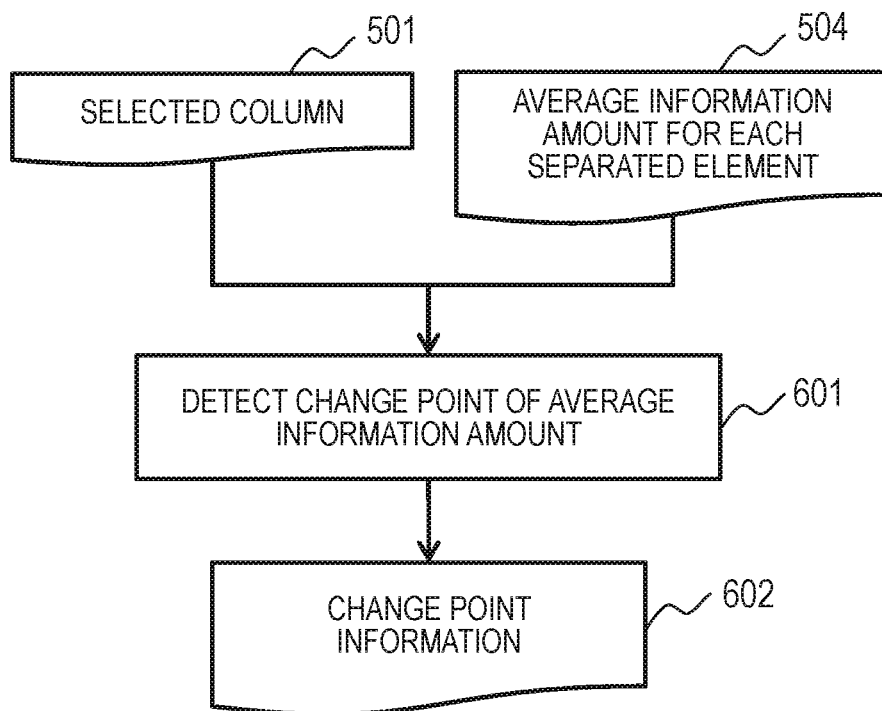 501
504
SELECTED COLUMN
AVERAGE INFORMATION
AMOUNT FOR EACH
SEPARATED ELEMENT
DETECT CHANGE POINT OF AVERAGE
INFORMATION AMOUNT
601
CHANGE POINT
INFORMATION
602